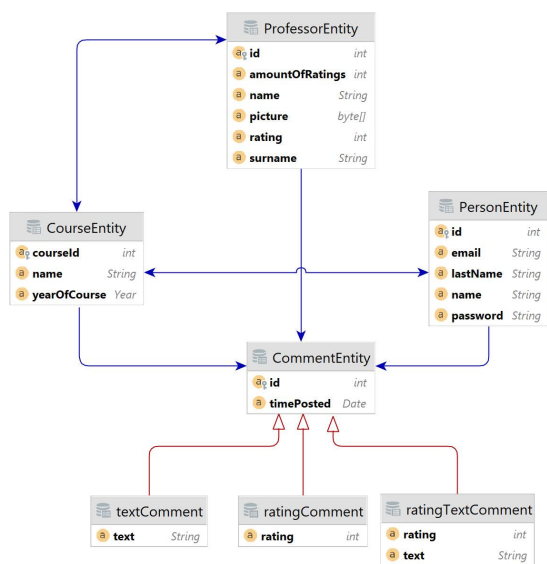 ProfessorEntity
id int
amountOfRatings int
name String
picture byte[]
rating int
surname String
CourseEntity
courseId int
name String
yearOfCourse Year
PersonEntity
id int
email String
lastName String
name String
password String
CommentEntity
id int
timePosted Date
textComment
text String
ratingComment
rating int
ratingTextComment
rating int
text String